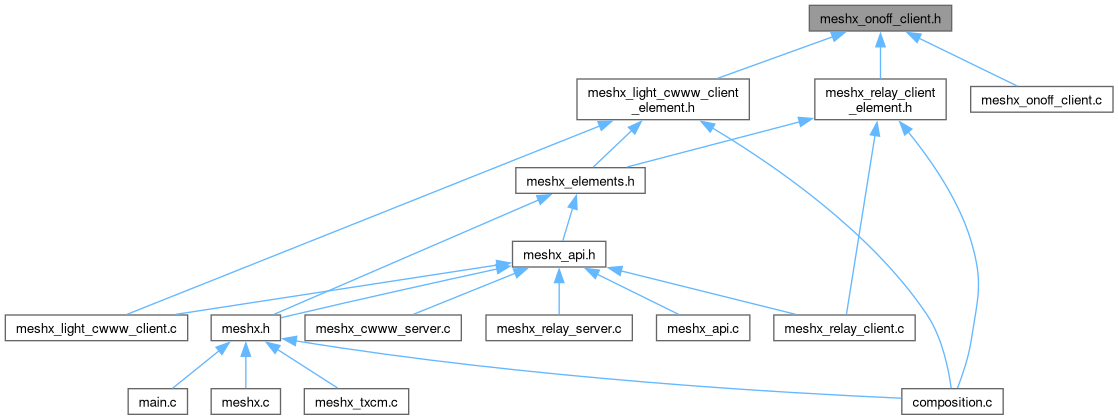 meshx_onoff_client.h
meshx_light_cwww_client
_element.h
meshx_relay_client
_element.h
meshx_onoff_client.c
meshx_elements.h
meshx_api.h
meshx_light_cwww_client.c
meshx.h
meshx_cwww_server.c
meshx_relay_server.c
meshx_api.c
meshx_relay_client.c
main.c
meshx.c
meshx_txcm.c
composition.c